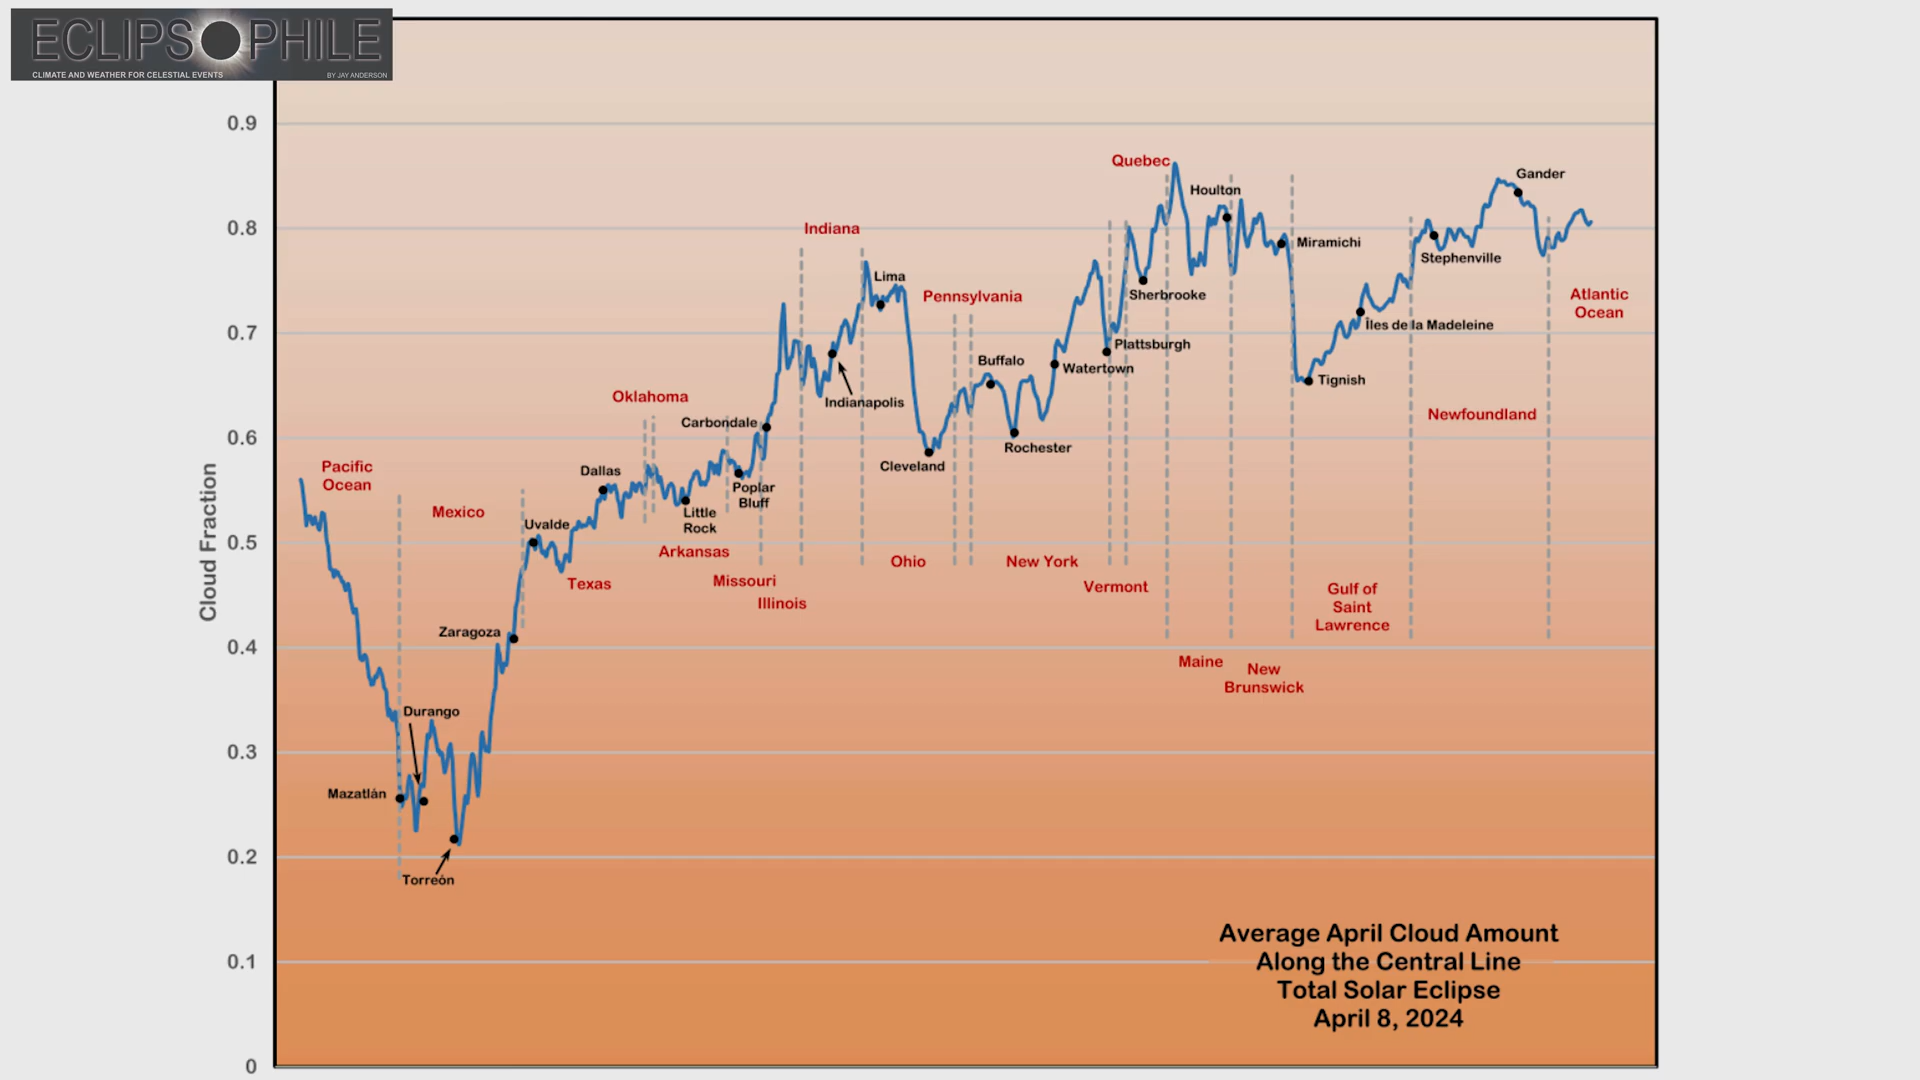 ECLIPSOPHILE
CLIMATE AND WEATHER FOR CELESTIAL EVENTS
BY JAY ANDERSON
0.9
0.8
0.7
0.6
0.5
0.4
0.3
0.2
0.1
0
Cloud Fraction
Pacific
Ocean
Mexico
Mazatlán
Durango
Torreón
Zaragoza
Uvalde
Texas
Dallas
Oklahoma
Little
Rock
Arkansas
Poplar
Bluff
Missouri
Carbondale
Illinois
Indiana
Indianapolis
Lima
Ohio
Cleveland
Pennsylvania
Buffalo
Rochester
New York
Watertown
Plattsburgh
Vermont
Quebec
Sherbrooke
Houlton
Maine
New
Brunswick
Miramichi
Tignish
Îles de la Madeleine
Gulf of
Saint
Lawrence
Stephenville
Newfoundland
Gander
Atlantic
Ocean
Average April Cloud Amount
Along the Central Line
Total Solar Eclipse
April 8, 2024